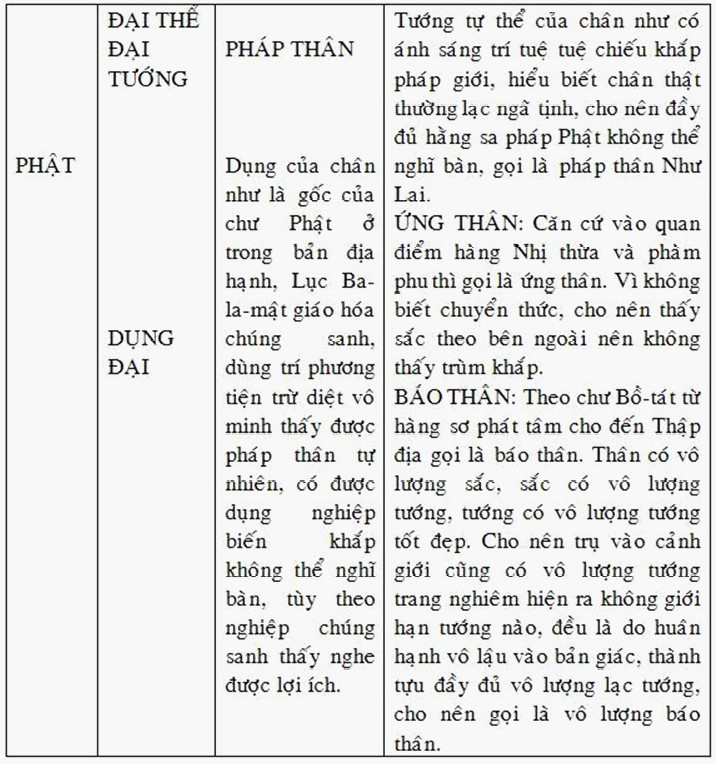 PHẬT
ĐẠI THỂ
ĐẠI
TƯỚNG
DỤNG
ĐẠI
PHÁP THÂN
Dụng của chân
như là gốc của
chư Phật ở
trong bản địa
hạnh, Lục Ba-
la-mật giáo hóa
chúng sanh,
dùng trí phương
tiện trừ diệt vô
minh thấy được
pháp thân tự
nhiên, có được
dụng nghiệp
biến khắp
không thể nghĩ
bàn, tùy theo
nghiệp chúng
sanh thấy nghe
được lợi ích.
Tướng tự thể của chân như có
ánh sáng trí tuệ tuệ chiếu khắp
pháp giới, hiểu biết chân thật
thường lạc ngã tịnh, cho nên đầy
đủ hằng sa pháp Phật không thể
nghĩ bàn, gọi là pháp thân Như
Lai.
ỨNG THÂN: Căn cứ vào quan
điểm hàng Nhị thừa và phàm
phu thì gọi là ứng thân. Vì không
biết chuyển thức, cho nên thấy
sắc theo bên ngoài nên không
thấy trùm khắp.
BÁO THÂN: Theo chư Bồ-tát từ
hàng sơ phát tâm cho đến Thập
địa gọi là báo thân. Thân có vô
lượng sắc, sắc có vô lượng
tướng, tướng có vô lượng tướng
tốt đẹp. Cho nên trụ vào cảnh
giới cũng có vô lượng tướng
trang nghiêm hiện ra không giới
hạn tướng nào, đều là do huân
hạnh vô lậu vào bản giác, thành
tựu đầy đủ vô lượng lạc tướng,
cho nên gọi là vô lượng báo
thân.